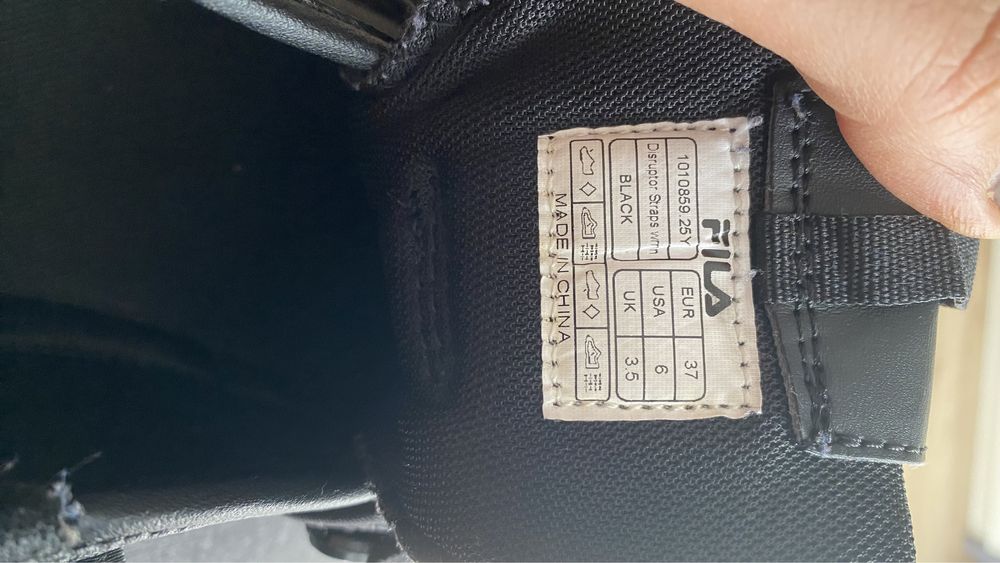 FILA
1010859.25Y
Disruptor Straps wmn
BLACK
EUR 37
USA 6
UK 3.5
MADE IN CHINA